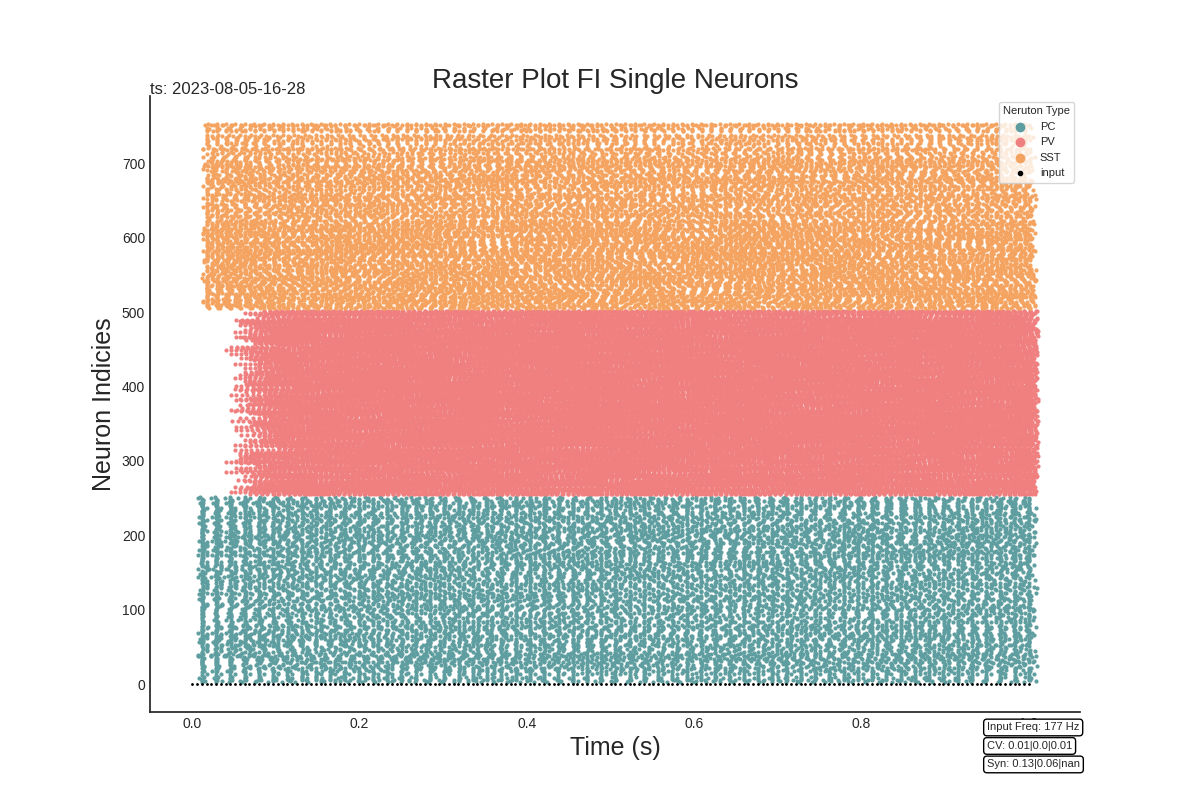 Raster Plot FI Single Neurons
ts: 2023-08-05-16-28
Neruton Type
PC
PV
SST
input
Neuron Indicies
700
600
500
400
300
200
100
0
0.0 0.2 0.4 0.6 0.8
Time (s)
Input Freq: 177 Hz
CV: 0.01|0.0|0.01
Syn: 0.13|0.06|nan